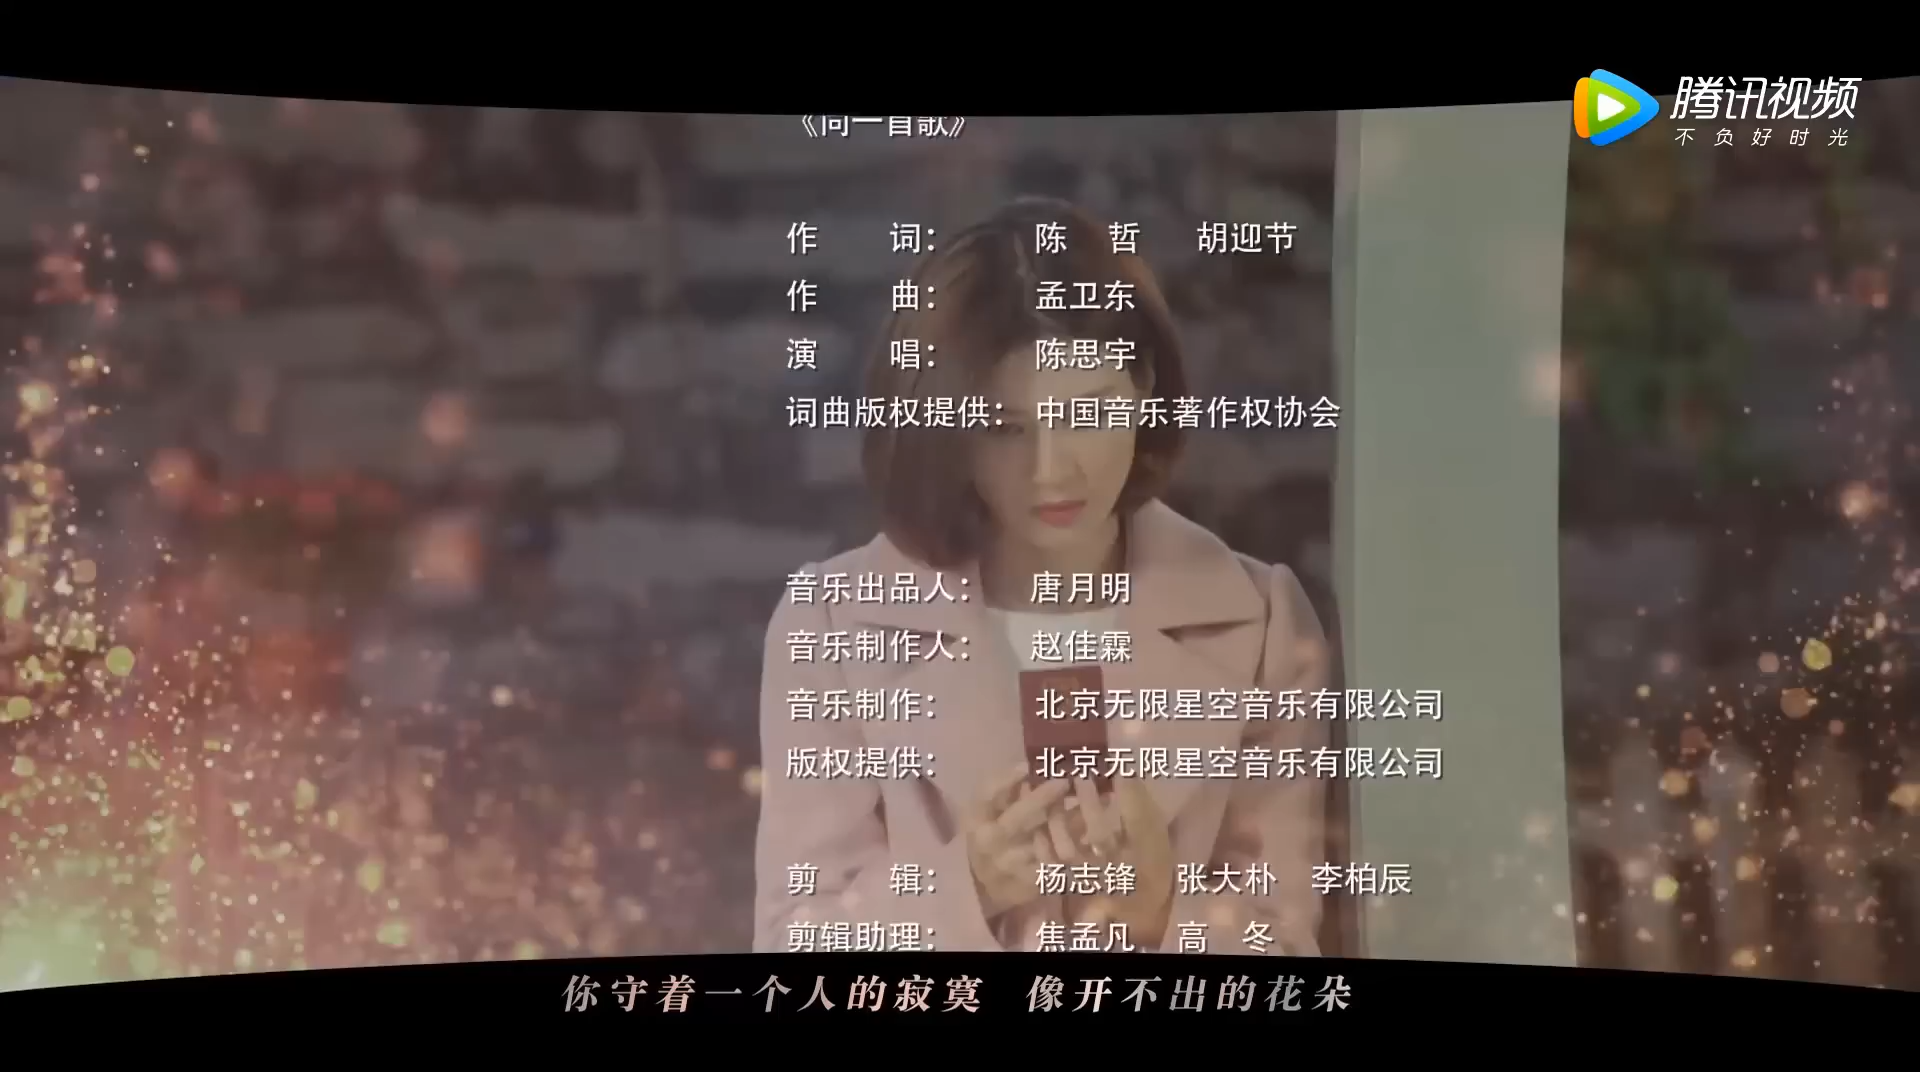 腾讯视频
不负好时光
《同一首歌》
作 词： 陈 哲 胡迎节
作 曲： 孟卫东
演 唱： 陈思宇
词曲版权提供： 中国音乐著作权协会
音乐出品人： 唐月明
音乐制作人： 赵佳霖
音乐制作： 北京无限星空音乐有限公司
版权提供： 北京无限星空音乐有限公司
剪 辑： 杨志锋 张大朴 李柏辰
剪辑助理： 焦孟凡 高 冬
你守着一个人的寂寞 像开不出的花朵